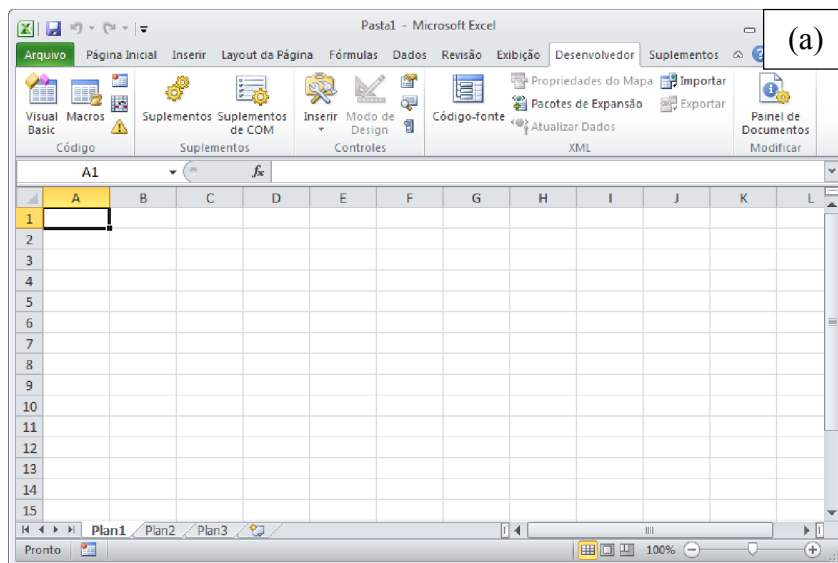 Pasta1 - Microsoft Excel
(a)
Arquivo Página Inicial Inserir Layout da Página Fórmulas Dados Revisão Exibição Desenvolvedor Suplementos
Visual Basic Macros Suplementos Suplementos de COM Inserir Modo de Design Código-fonte Propriedades do Mapa Importar
Pacotes de Expansão Exportar
Atualizar Dados
Painel de Documentos
Código Suplementos Controles XML Modificar
A1 fx
A B C D E F G H I J K L
1
2
3
4
5
6
7
8
9
10
11
12
13
14
15
Plan1 Plan2 Plan3
Pronto 100%